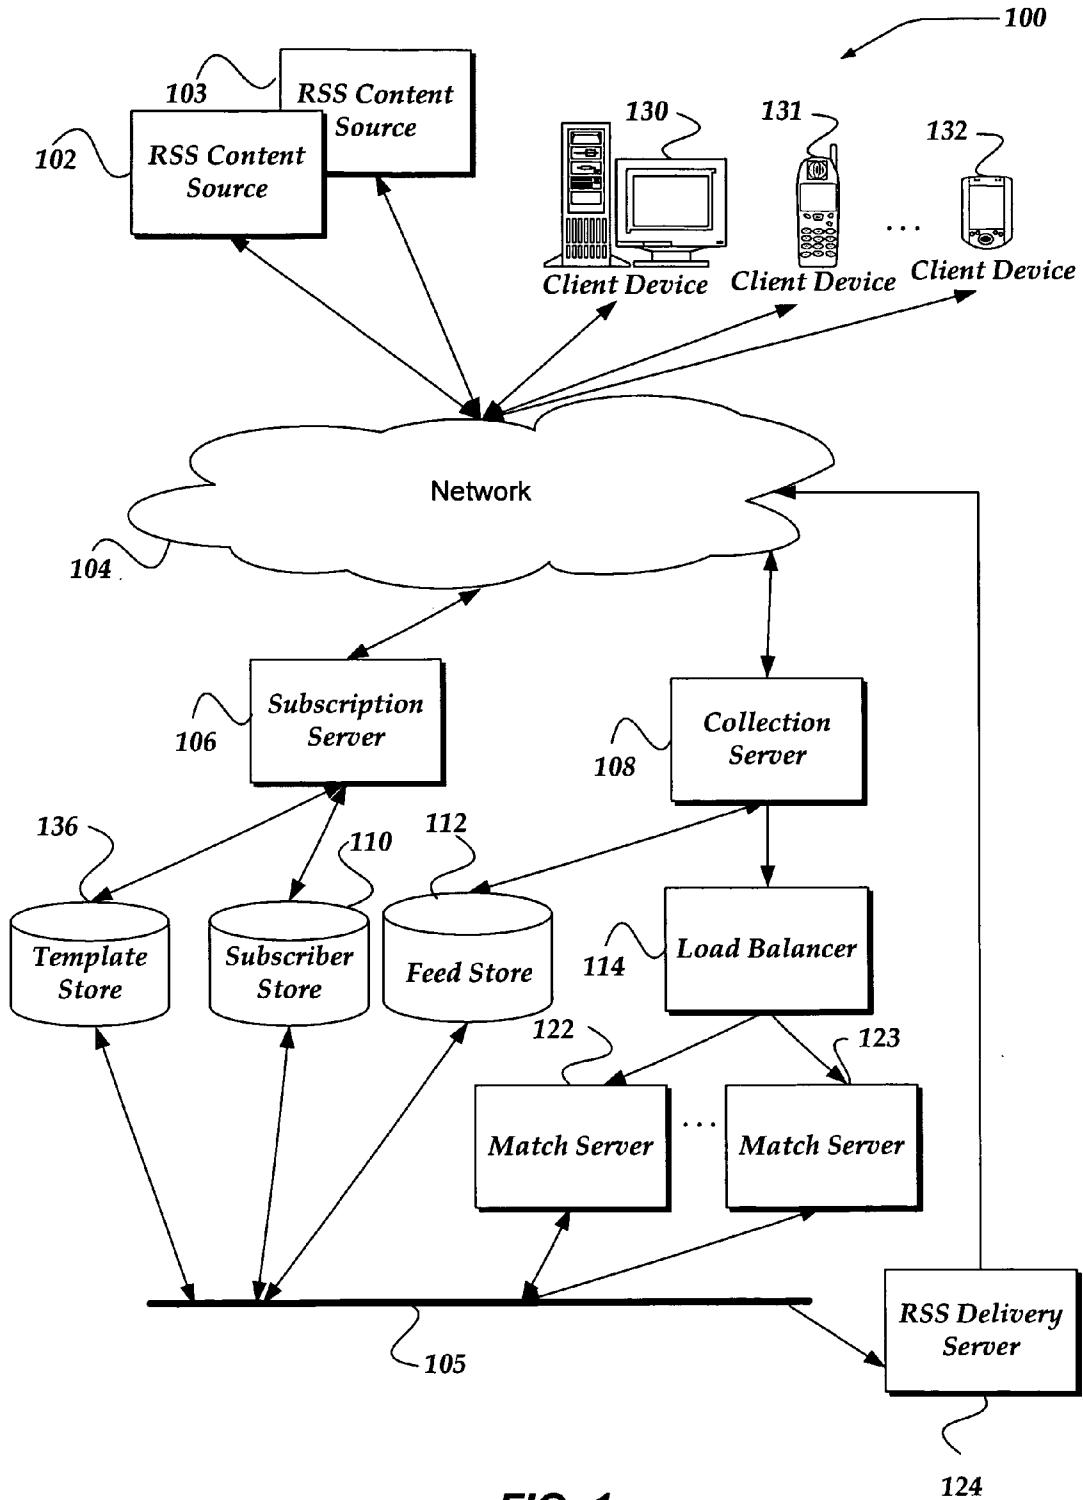 100
103
RSS Content
Source
102
RSS Content
Source
130
131
132
...
Client Device
Client Device
Client Device
Network
104
Subscription
Server
106
Collection
Server
108
136
110
112
Template
Store
Subscriber
Store
Feed Store
Load Balancer
114
122
123
Match Server
...
Match Server
105
RSS Delivery
Server
124
FIG. 1